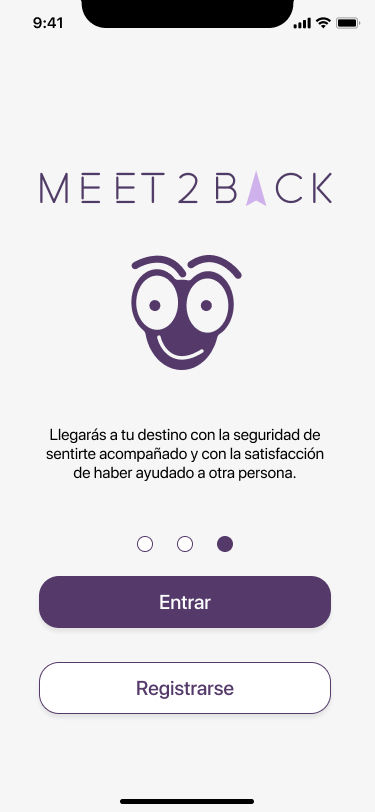 9:41
MEET2BACK
Llegarás a tu destino con la seguridad de
sentirte acompañado y con la satisfacción
de haber ayudado a otra persona.
Entrar
Registrarse